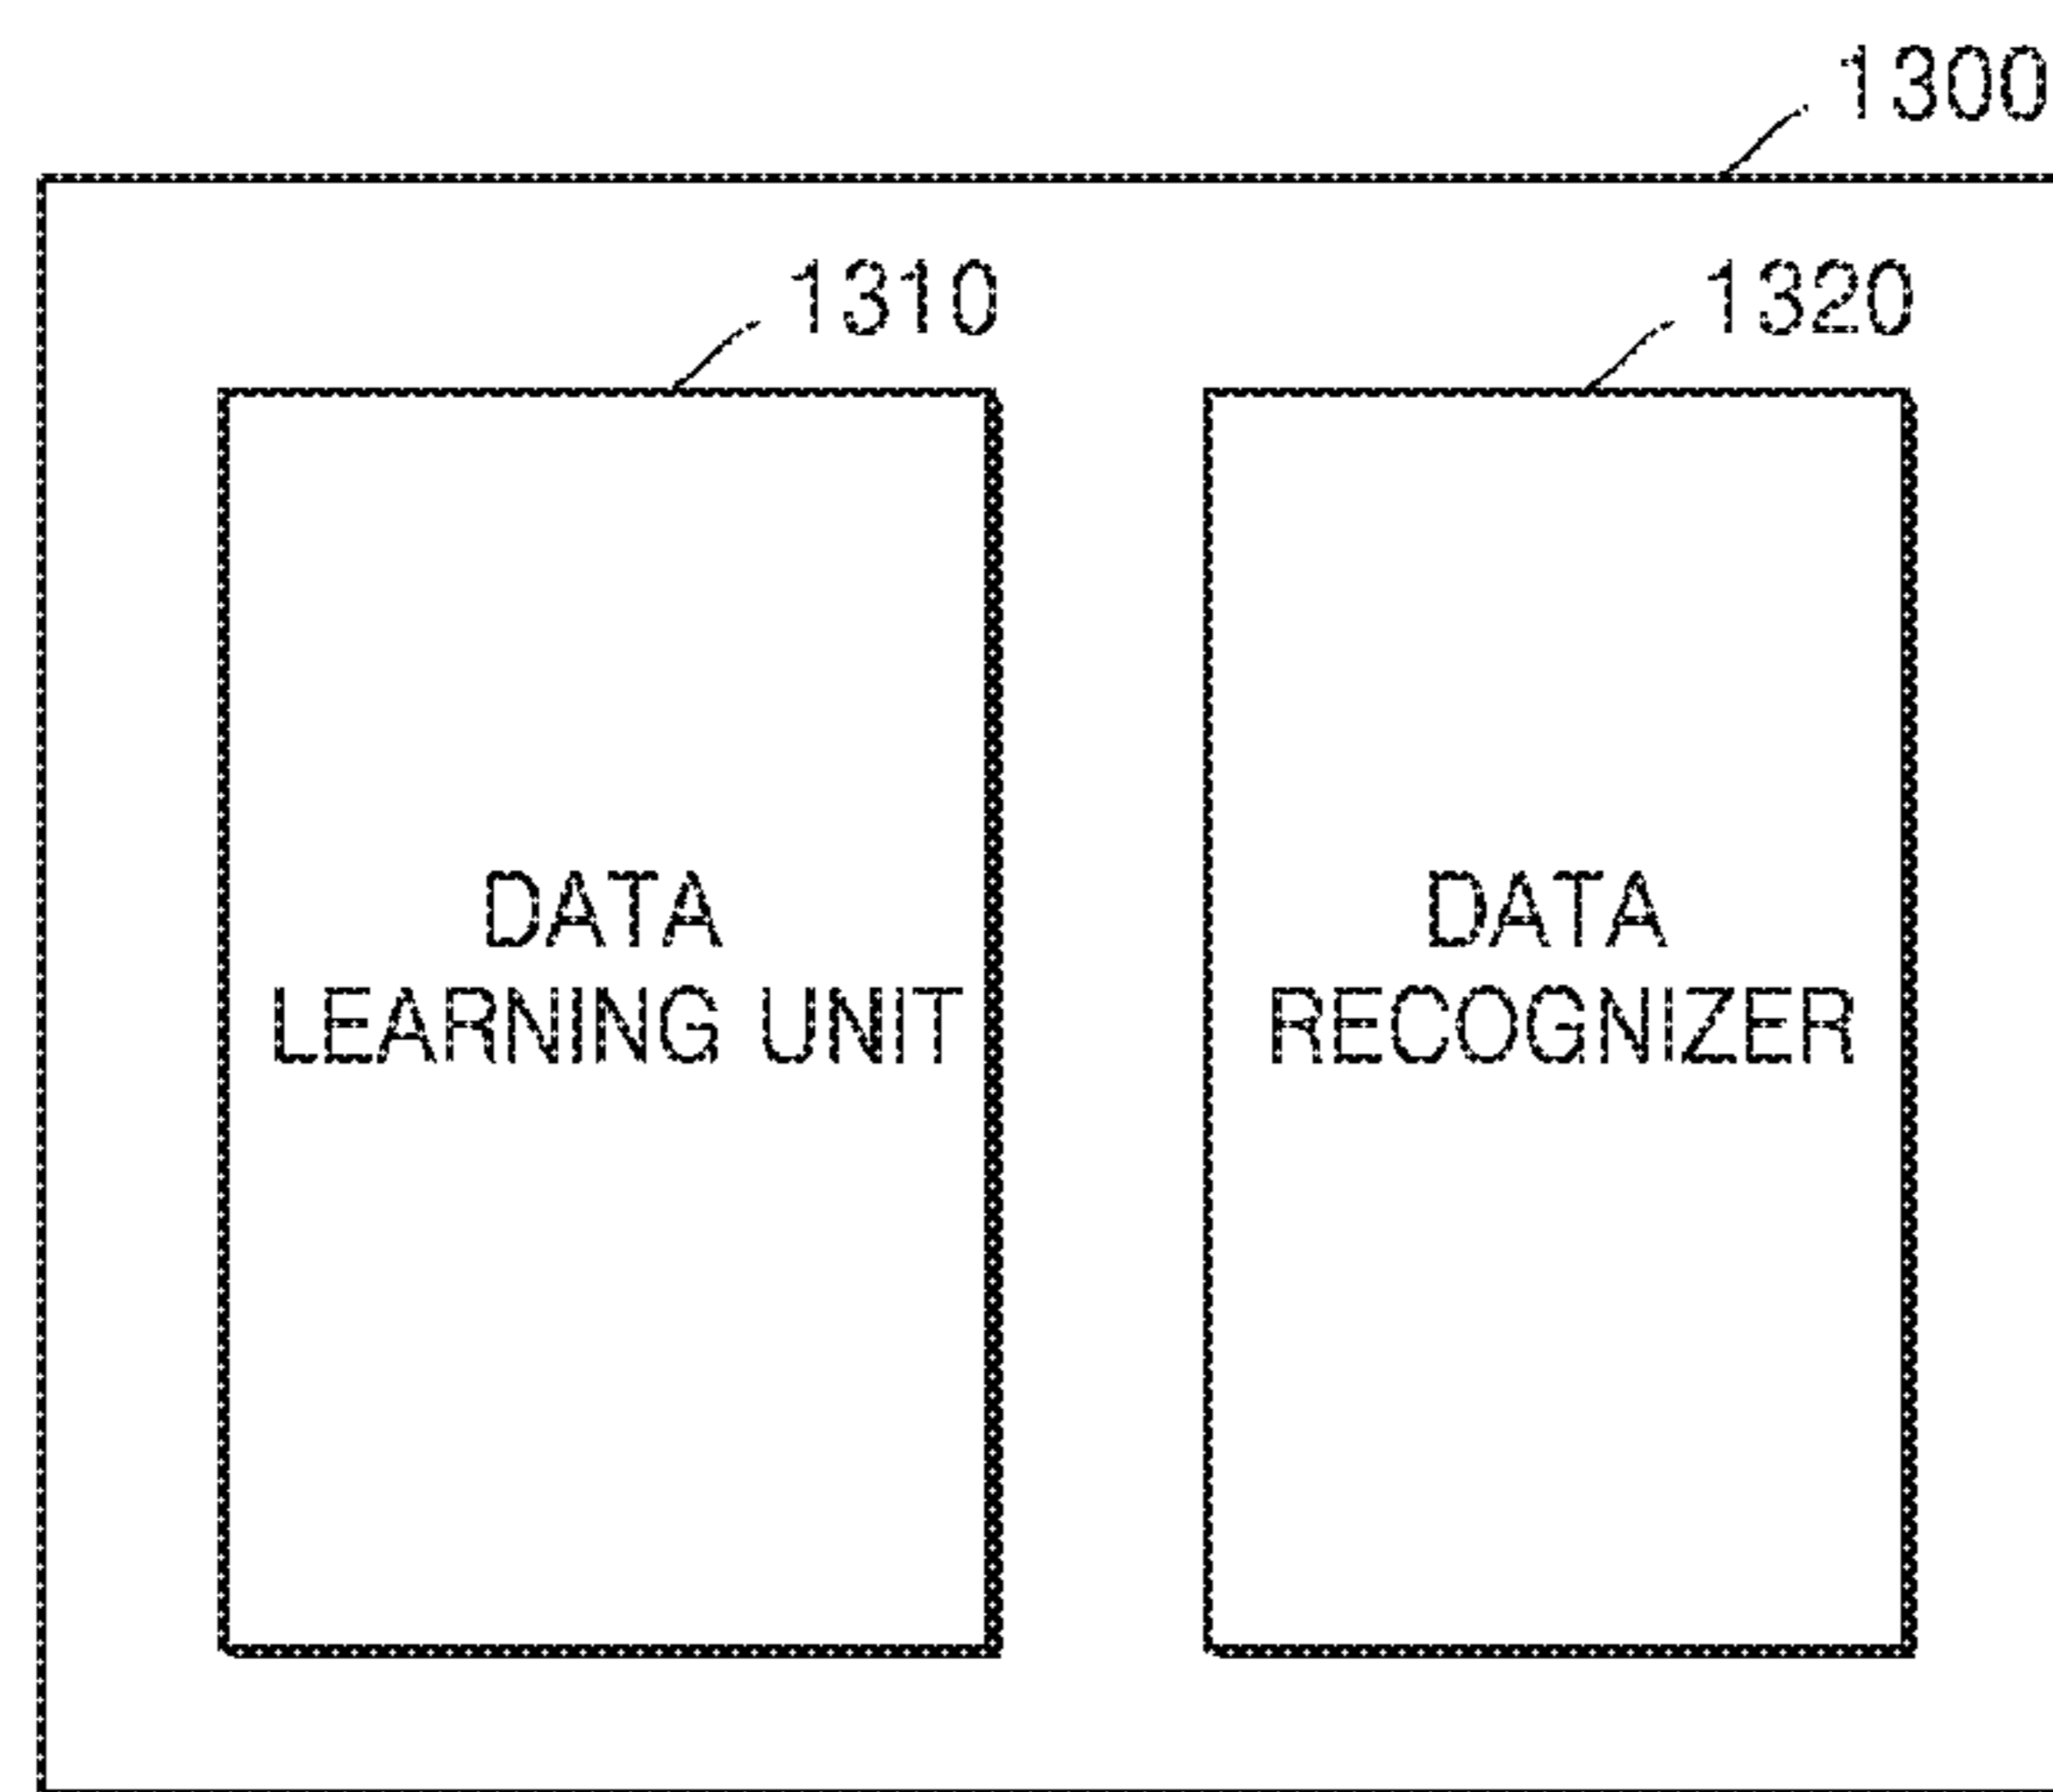 1300
1310
1320
DATA
LEARNING UNIT
DATA
RECOGNIZER